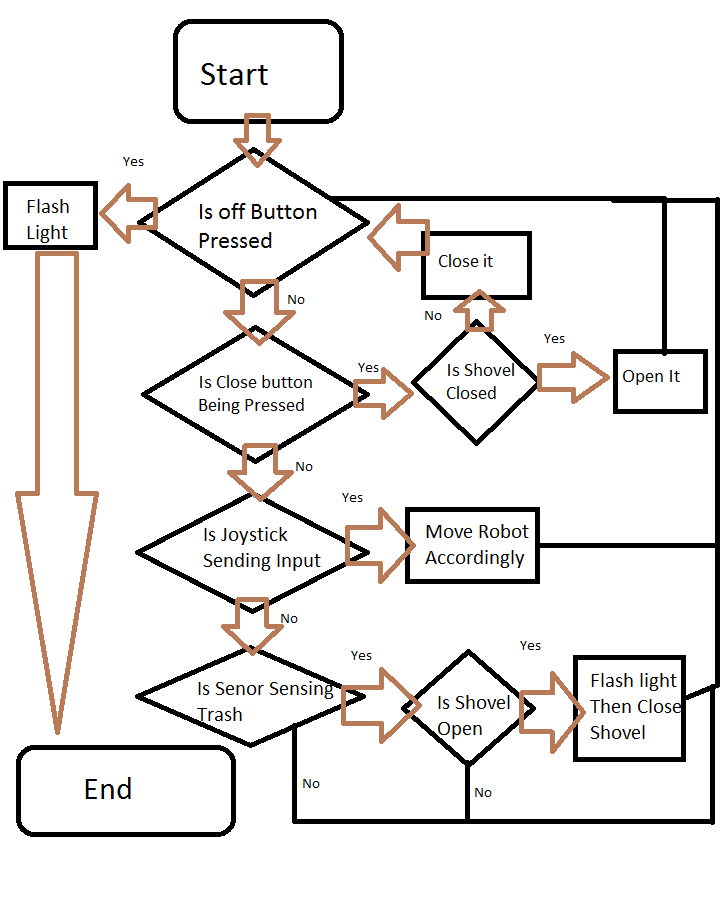 Start
Yes
Flash
Light
Is off Button
Pressed
Close it
No
No
Yes
Is Close button
Being Pressed
Yes
Is Shovel
Closed
Open It
No
Yes
Is Joystick
Sending Input
Move Robot
Accordingly
No
Yes
Yes
Is Senor Sensing
Trash
Is Shovel
Open
Flash light
Then Close
Shovel
No
No
End